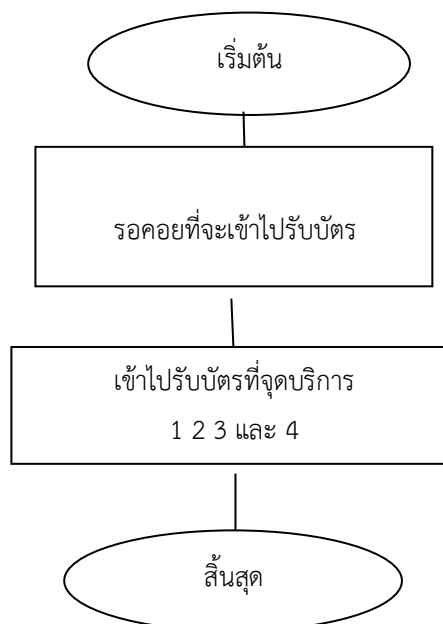 เริ่มต้น
รอคอยที่จะเข้าไปรับบัตร
เข้าไปรับบัตรที่จุดบริการ
1 2 3 และ 4
สิ้นสุด